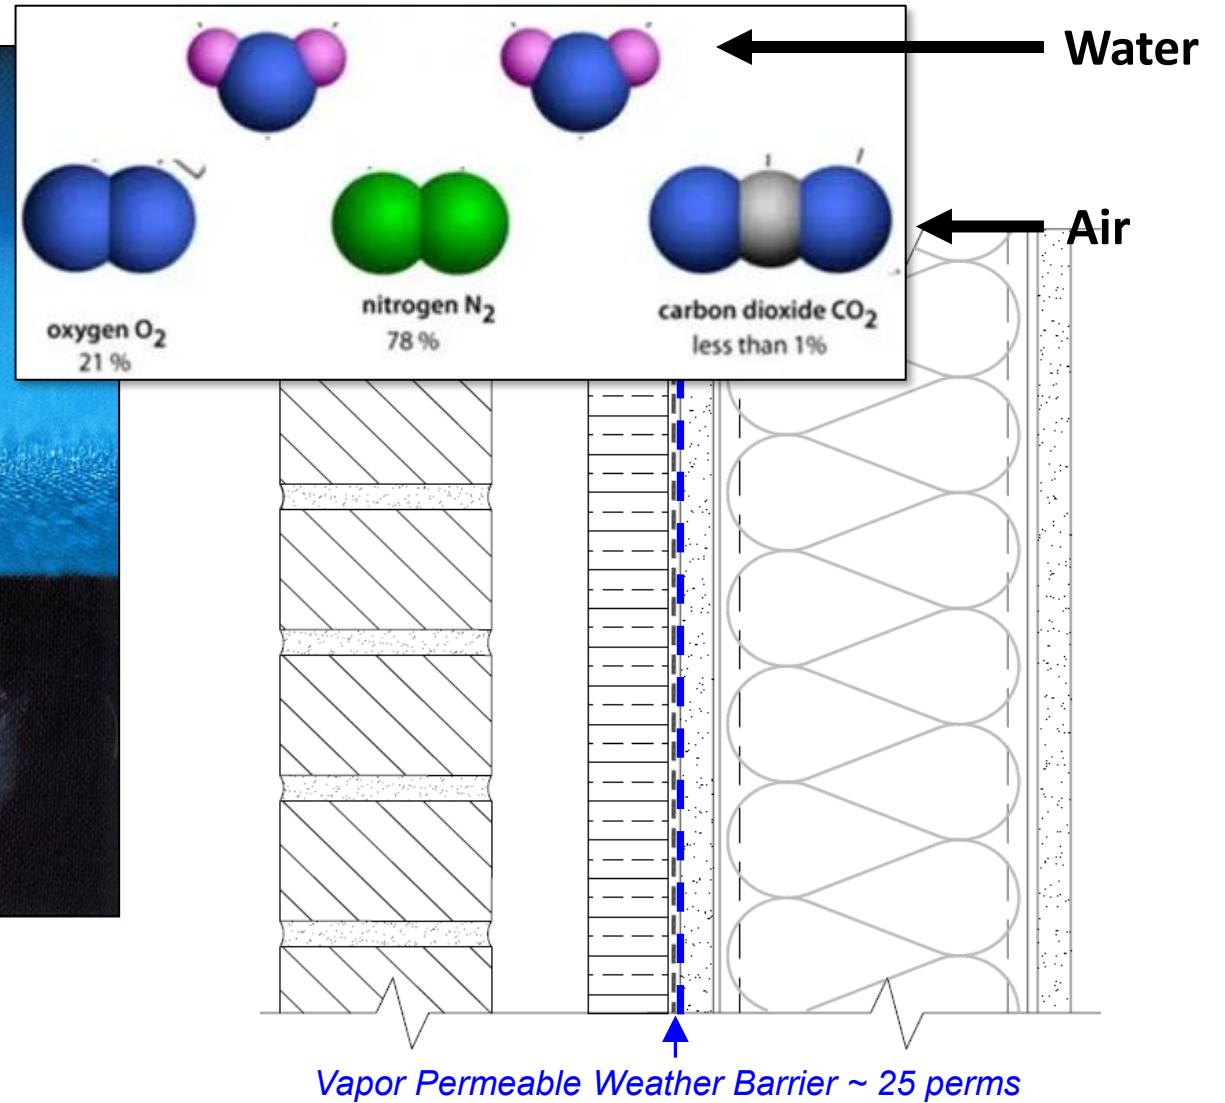 Water
Air
oxygen O2
21 %
nitrogen N2
78 %
carbon dioxide CO2
less than 1%
Vapor Permeable Weather Barrier ~ 25 perms